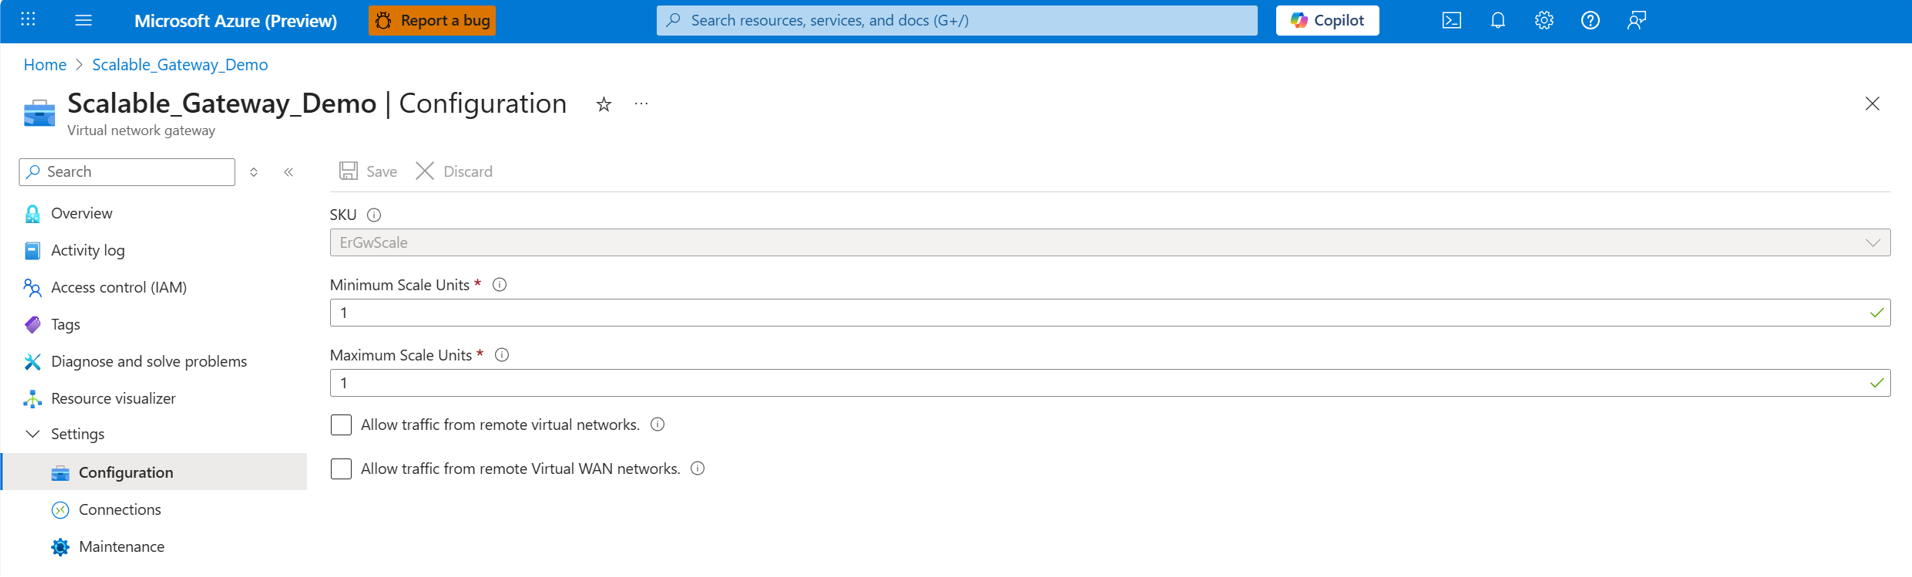 Microsoft Azure (Preview)
Report a bug
Search resources, services, and docs (G+/)
Copilot
Home > Scalable_Gateway_Demo
Scalable_Gateway_Demo | Configuration
Virtual network gateway
Search
Save
Discard
Overview
Activity log
Access control (IAM)
Tags
Diagnose and solve problems
Resource visualizer
Settings
Configuration
Connections
Maintenance
SKU
ErGwScale
Minimum Scale Units *
1
Maximum Scale Units *
1
Allow traffic from remote virtual networks.
Allow traffic from remote Virtual WAN networks.